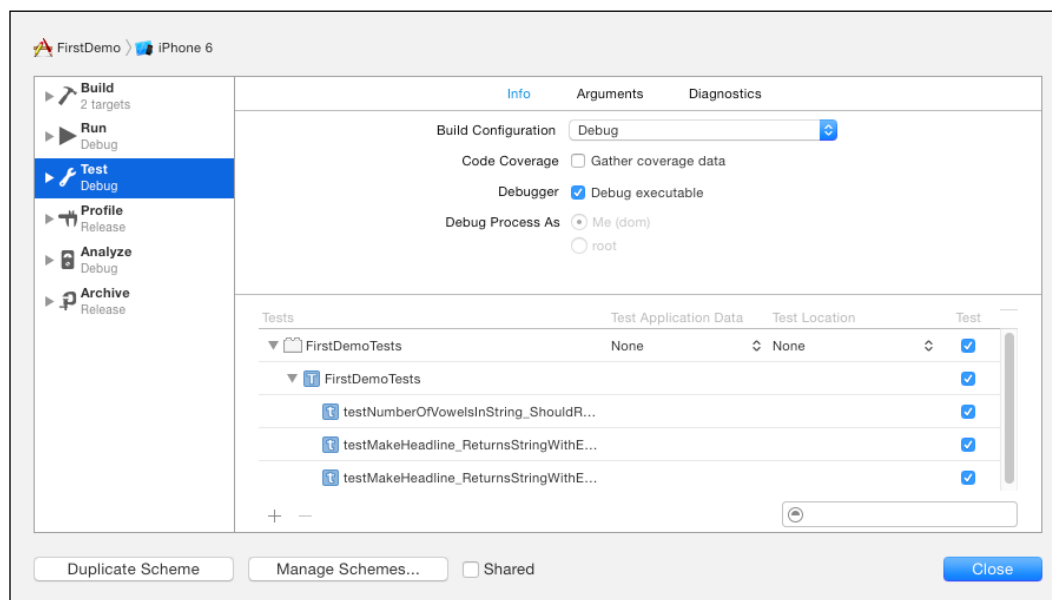 FirstDemo iPhone 6
Build
2 targets
Run
Debug
Test
Debug
Profile
Release
Analyze
Debug
Archive
Release
Info Arguments Diagnostics
Build Configuration Debug
Code Coverage Gather coverage data
Debugger Debug executable
Debug Process As Me (dom)
root
Tests Test Application Data Test Location Test
FirstDemoTests None None
T FirstDemoTests
t testNumberOfVowelsInString_ShouldR...
t testMakeHeadline_ReturnsStringWithE...
t testMakeHeadline_ReturnsStringWithE...
Duplicate Scheme Manage Schemes... Shared Close